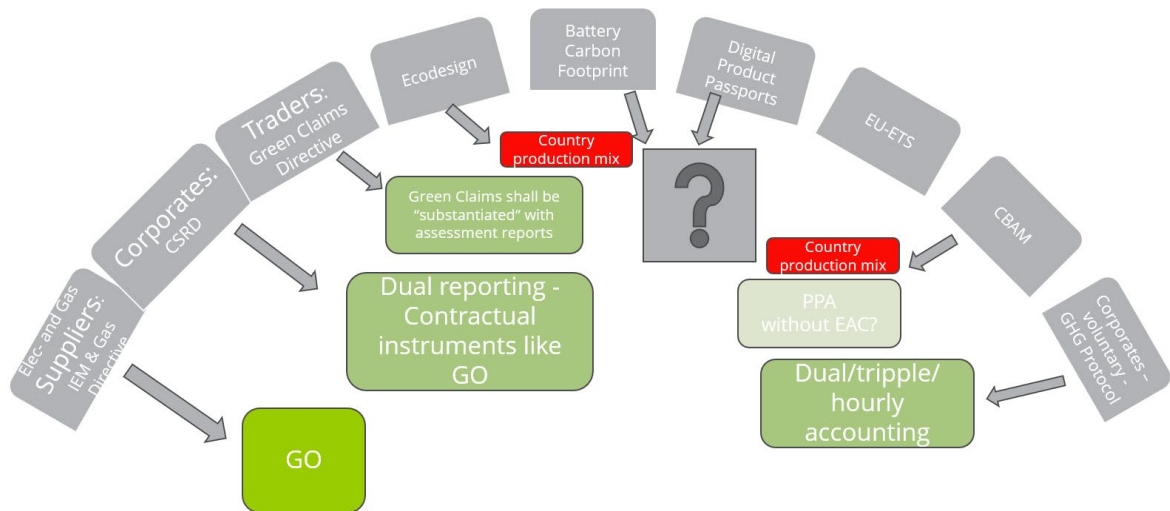 Elec- and Gas
Suppliers:
IEM & Gas
Directive
Corporates:
CSRD
Traders:
Green Claims
Directive
Ecodesign
Battery
Carbon
Footprint
Digital
Product
Passports
EU-ETS
CBAM
Corporates –
voluntary -
GHG Protocol
Country
production mix
?
Green Claims shall be
“substantiated” with
assessment reports
Country
production mix
Dual reporting -
Contractual
instruments like
GO
PPA
without EAC?
Dual/tripple/
hourly
accounting
GO